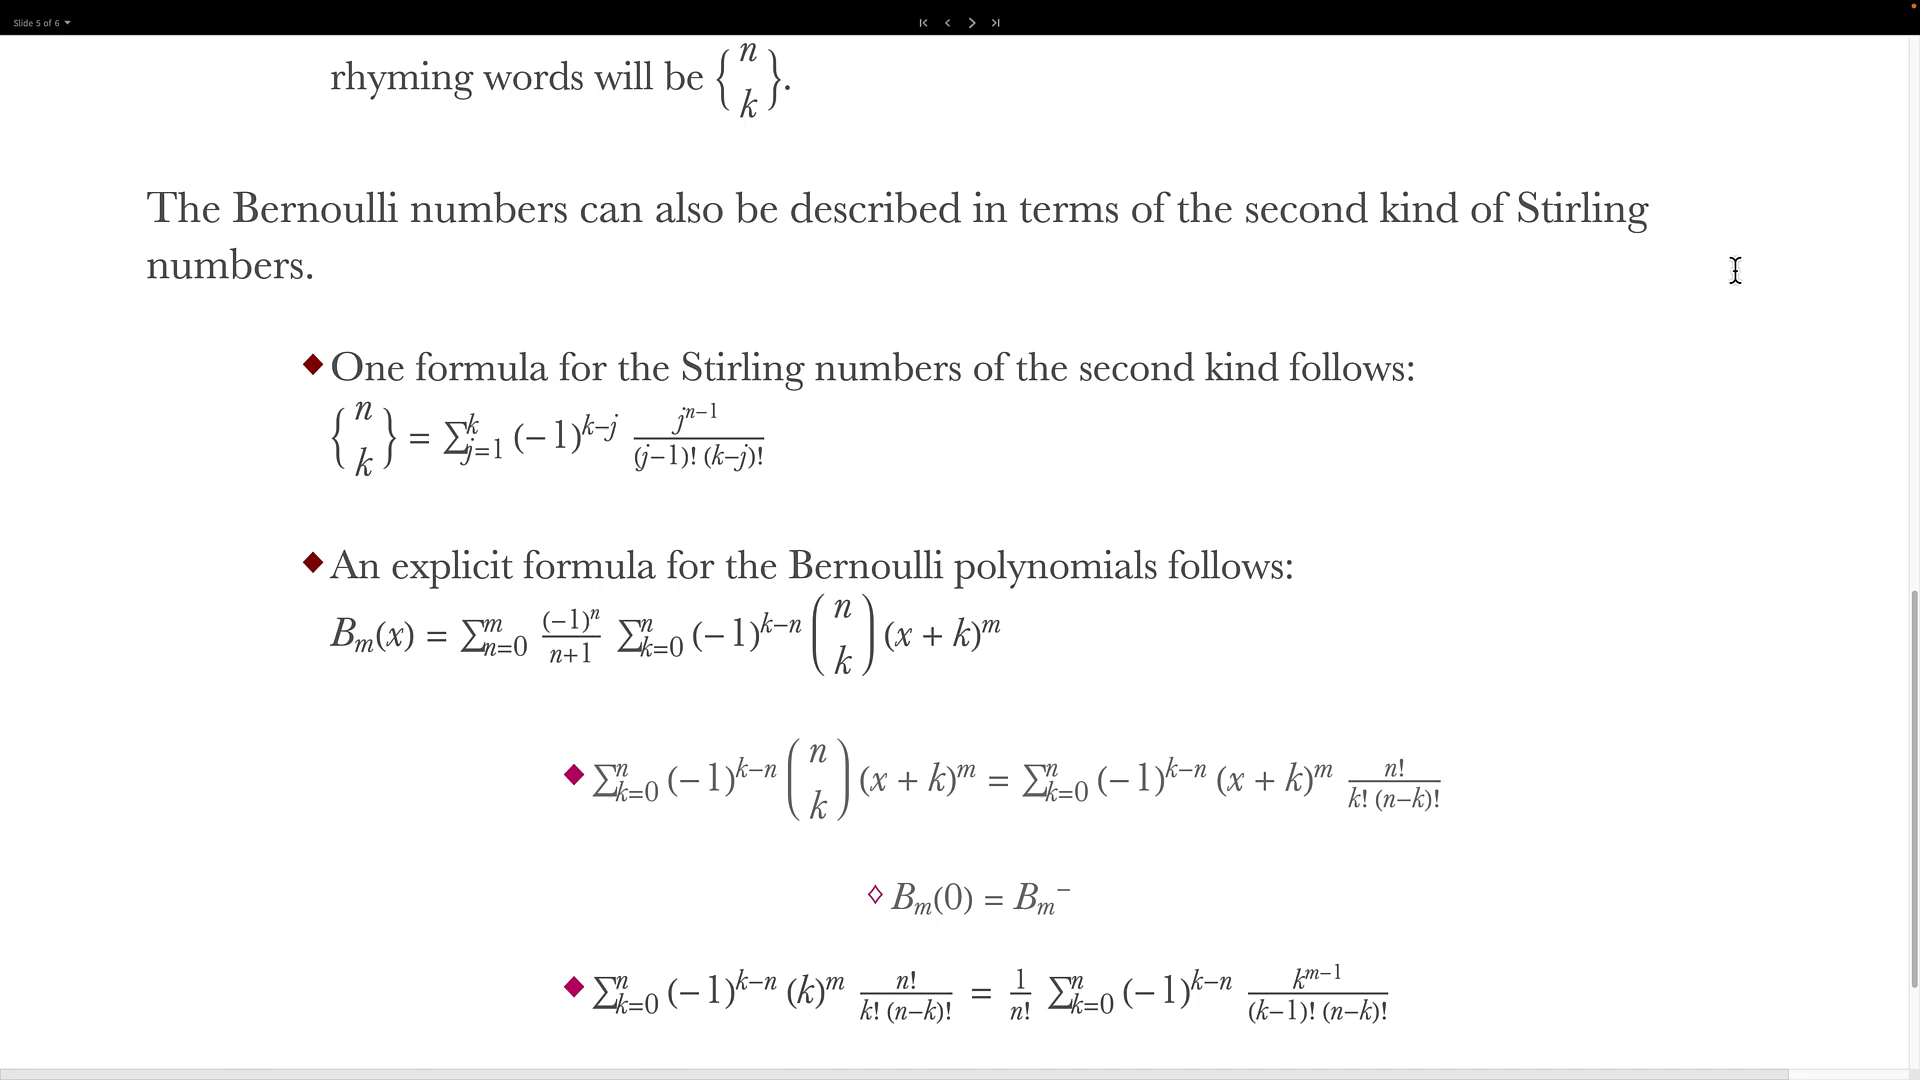 Slide 5 of 6
rhyming words will be {n k}.
The Bernoulli numbers can also be described in terms of the second kind of Stirling
numbers.
One formula for the Stirling numbers of the second kind follows:
{n k} = ∑_{j=1}^{k} (−1)^{k−j} j^{n−1}/((j−1)! (k−j)!)
An explicit formula for the Bernoulli polynomials follows:
B_m(x) = ∑_{n=0}^{m} (−1)^n/(n+1) ∑_{k=0}^{n} (−1)^{k−n} (n k) (x + k)^m
∑_{k=0}^{n} (−1)^{k−n} (n k) (x + k)^m = ∑_{k=0}^{n} (−1)^{k−n} (x + k)^m n!/(k! (n−k)!)
B_m(0) = B_m^−
∑_{k=0}^{n} (−1)^{k−n} (k)^m n!/(k! (n−k)!) = 1/n! ∑_{k=0}^{n} (−1)^{k−n} k^{m−1}/((k−1)! (n−k)!)